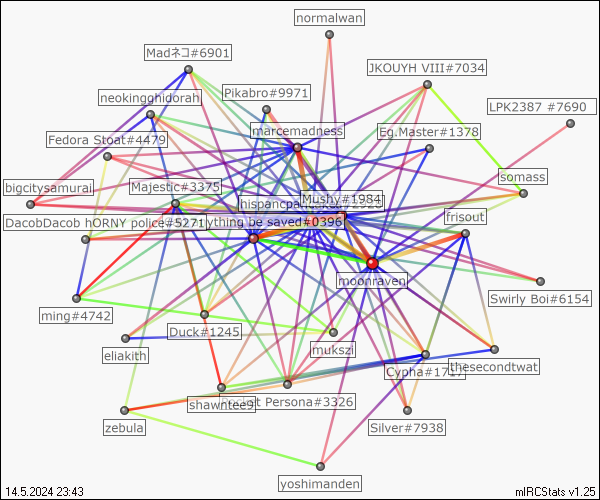 normalwan
Madネコ#6901
JKOUYH VIII#7034
Pikabro#9971
neokingghidorah
LPK2387 #7690
marcemadness
Eg.Master#1378
Fedora Stoat#4479
somass
bigcitysamurai
Majestic#3375
Mushy#1984
frisout
DacobDacob hORNY police#5271
ything be saved#0396
moonraven
Swirly Boi#6154
ming#4742
Duck#1245
mukszi
eliakith
thesecondtwat
shawntee9
Persona#3326
zebula
Silver#7938
yoshimanden
14.5.2024 23:43
mIRCStats v1.25